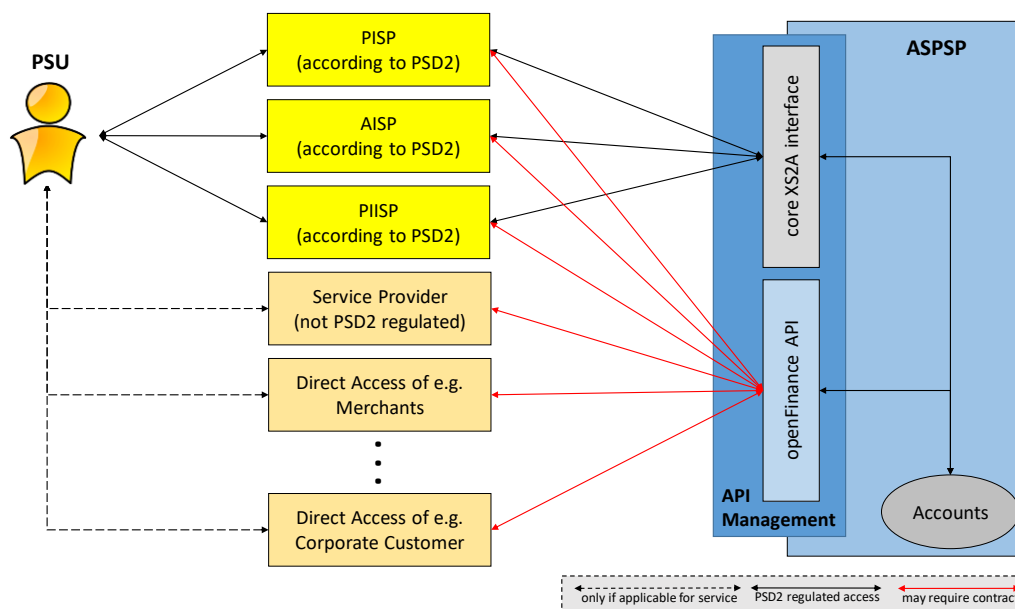 PSU
PISP
(according to PSD2)
AISP
(according to PSD2)
PIISP
(according to PSD2)
Service Provider
(not PSD2 regulated)
Direct Access of e.g.
Merchants
Direct Access of e.g.
Corporate Customer
ASPSP
core XS2A interface
openFinance API
API
Management
Accounts
only if applicable for service
PSD2 regulated access
may require contract